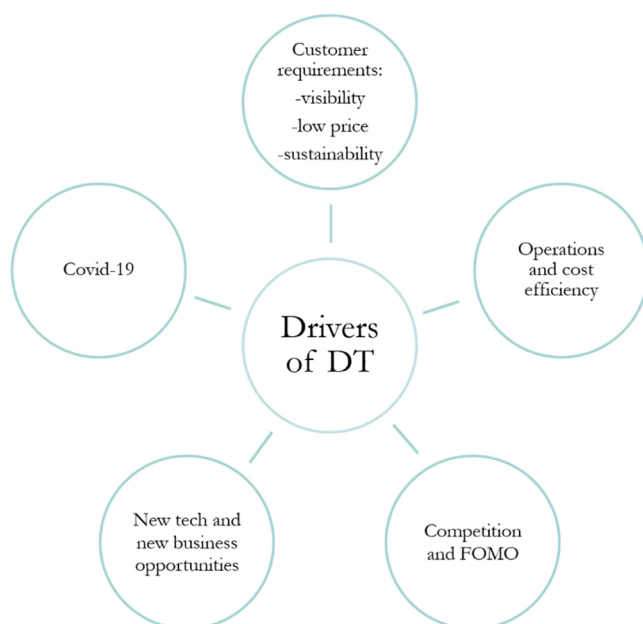 Customer
requirements:
-visibility
-low price
-sustainability
Covid-19
Operations
and cost
efficiency
Drivers
of DT
New tech and
new business
opportunities
Competition
and FOMO